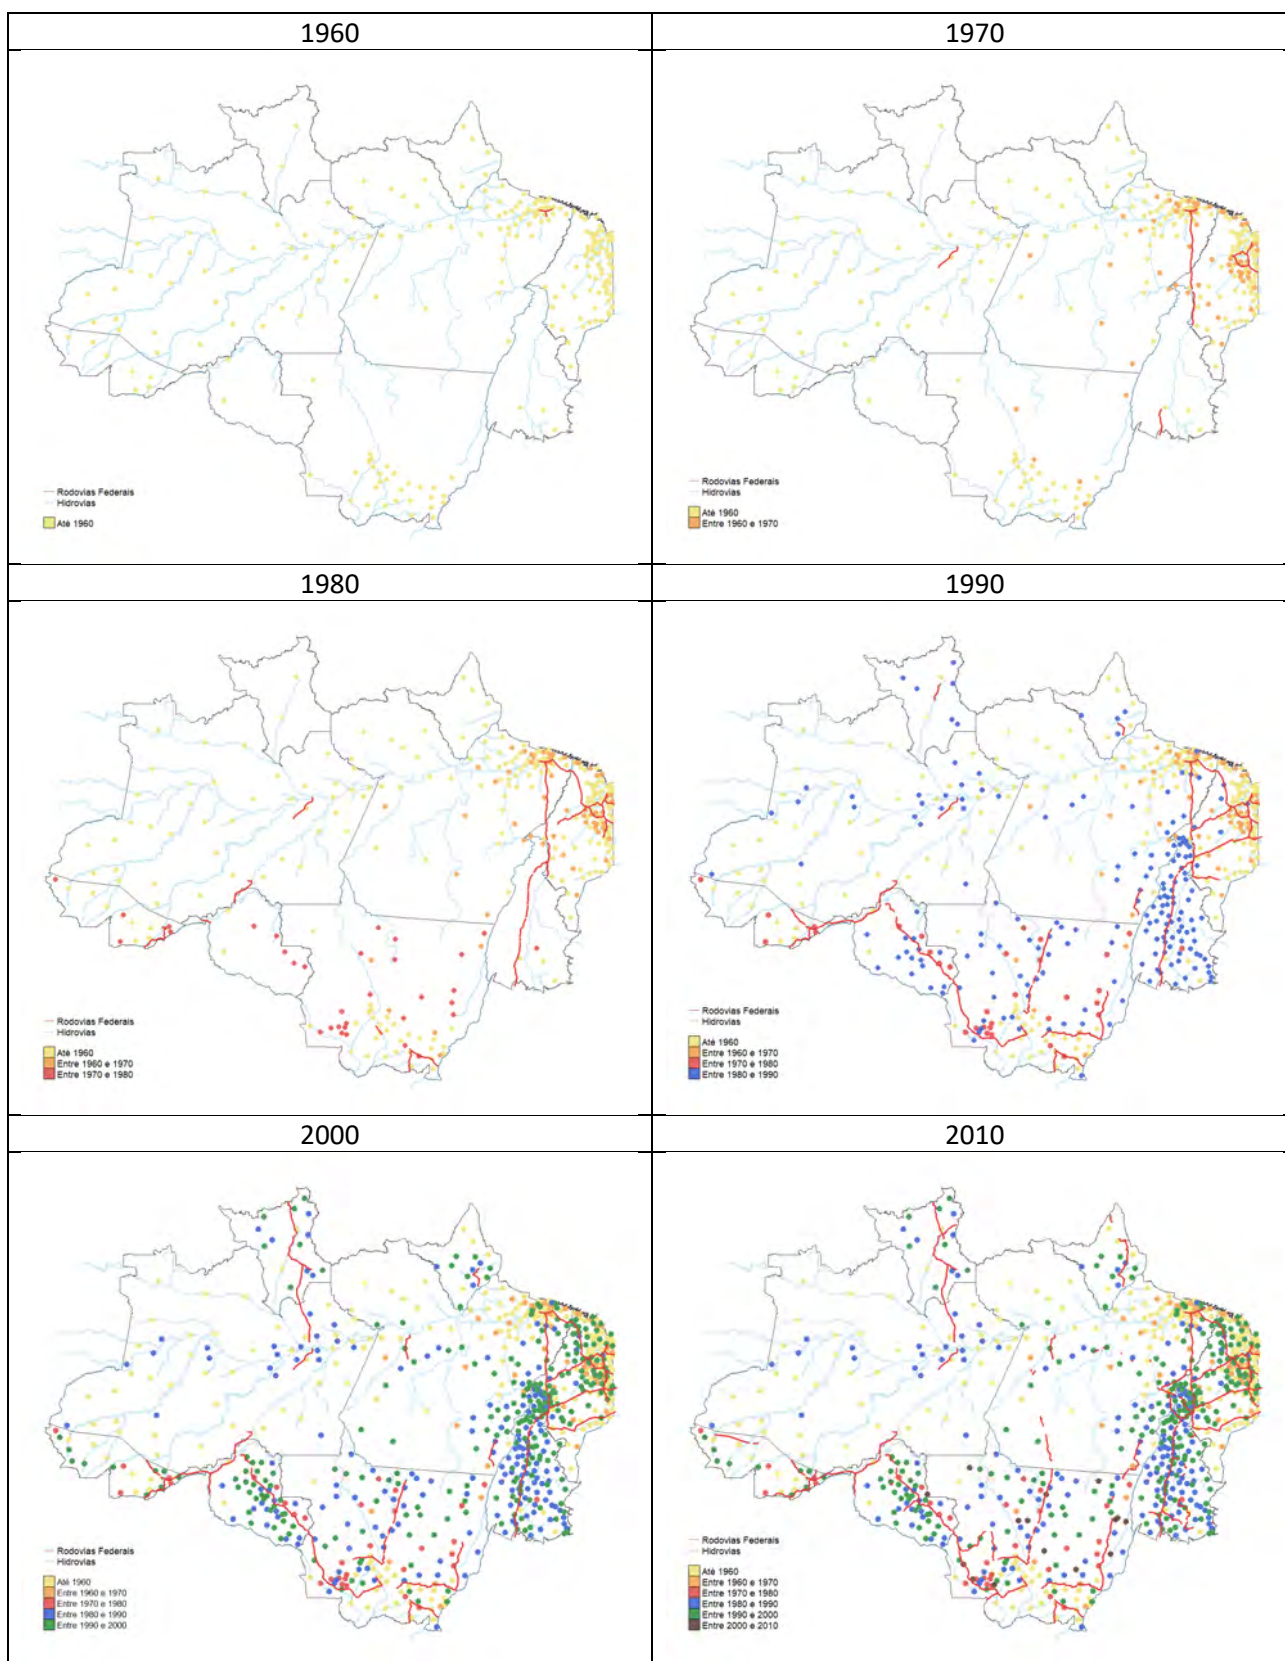 1960
1970
Rodovias Federais
Hidrovias
Até 1960
Rodovias Federais
Hidrovias
Até 1960
Entre 1960 e 1970
1980
1990
Rodovias Federais
Hidrovias
Até 1960
Entre 1960 e 1970
Entre 1970 e 1980
Rodovias Federais
Hidrovias
Até 1960
Entre 1960 e 1970
Entre 1970 e 1980
Entre 1980 e 1990
2000
2010
Rodovias Federais
Hidrovias
Até 1960
Entre 1960 e 1970
Entre 1970 e 1980
Entre 1980 e 1990
Entre 1990 e 2000
Rodovias Federais
Hidrovias
Até 1960
Entre 1960 e 1970
Entre 1970 e 1980
Entre 1980 e 1990
Entre 1990 e 2000
Entre 2000 e 2010